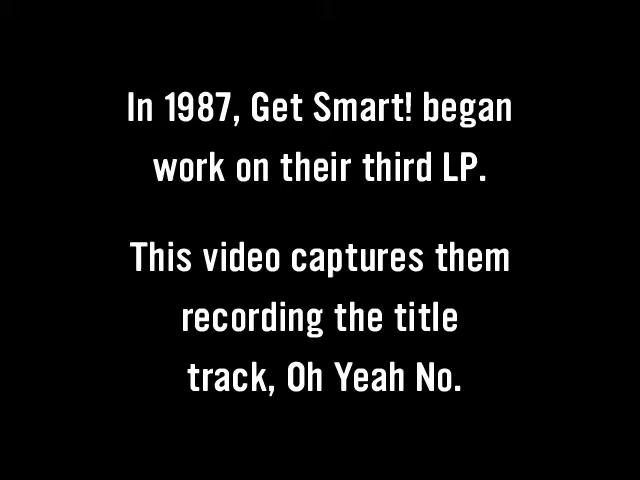 In 1987, Get Smart! began
work on their third LP.
This video captures them
recording the title
track, Oh Yeah No.